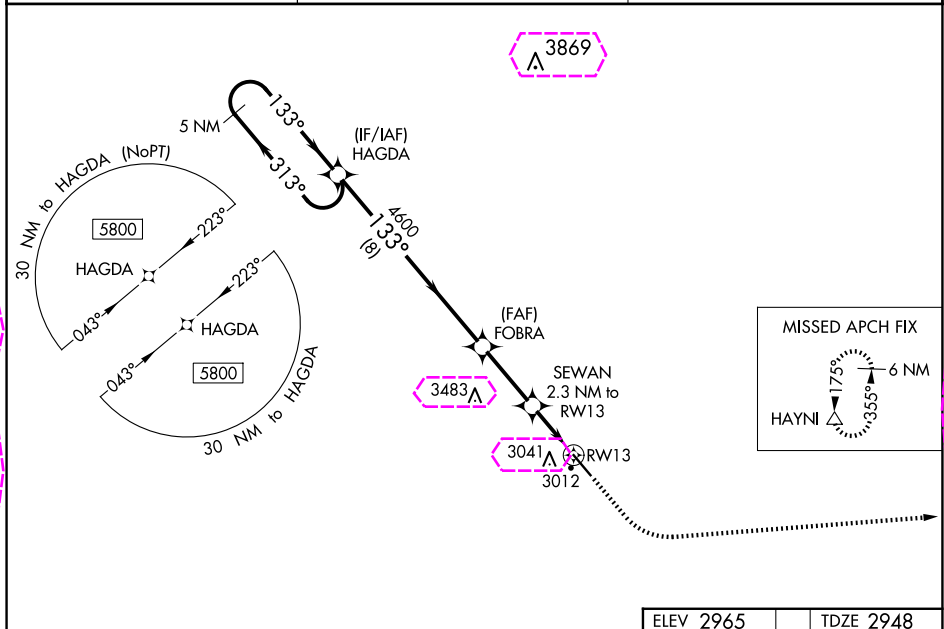 3869
5 NM
133°
313°
(IF/IAF)
HAGDA
30 NM to HAGDA (NoPT)
5800
223°
HAGDA
043°
4600
133°
(8)
223°
HAGDA
043°
5800
30 NM to HAGDA
(FAF)
FOBRA
3483
SEWAN
2.3 NM to
RW13
3041
RW13
3012
MISSED APCH FIX
6 NM
175°
355°
HAYNI
ELEV 2965
TDZE 2948